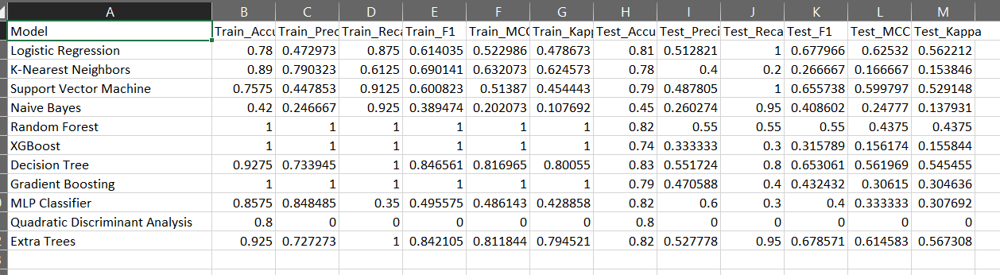 A B C D E F G H I J K L M
Model Train_Accu Train_Prec Train_Reca Train_F1 Train_MCC Train_Kapp Test_Accu Test_Preci Test_Reca Test_F1 Test_MCC Test_Kappa
Logistic Regression 0.78 0.472973 0.875 0.614035 0.522986 0.478673 0.81 0.512821 1 0.677966 0.62532 0.562212
K-Nearest Neighbors 0.89 0.790323 0.6125 0.690141 0.632073 0.624573 0.78 0.4 0.2 0.266667 0.166667 0.153846
Support Vector Machine 0.7575 0.447853 0.9125 0.600823 0.51387 0.454443 0.79 0.487805 1 0.655738 0.599797 0.529148
Naive Bayes 0.42 0.246667 0.925 0.389474 0.202073 0.107692 0.45 0.260274 0.95 0.408602 0.24777 0.137931
Random Forest 1 1 1 1 1 1 0.82 0.55 0.55 0.55 0.4375 0.4375
XGBoost 1 1 1 1 1 1 0.74 0.333333 0.3 0.315789 0.156174 0.155844
Decision Tree 0.9275 0.733945 1 0.846561 0.816965 0.80055 0.83 0.551724 0.8 0.653061 0.561969 0.545455
Gradient Boosting 1 1 1 1 1 1 0.79 0.470588 0.4 0.432432 0.30615 0.304636
MLP Classifier 0.8575 0.848485 0.35 0.495575 0.486143 0.428858 0.82 0.6 0.3 0.4 0.333333 0.307692
Quadratic Discriminant Analysis 0.8 0 0 0 0 0 0.8 0 0 0 0 0
Extra Trees 0.925 0.727273 1 0.842105 0.811844 0.794521 0.82 0.527778 0.95 0.678571 0.614583 0.567308